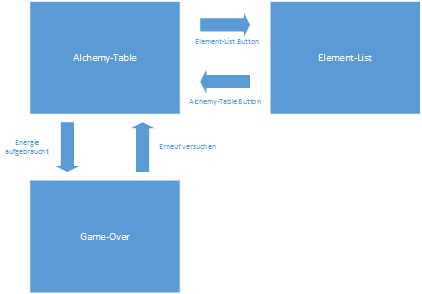 Alchemy-Table
Element-List Button
Element-List
Alchemy-Table Button
Energie
aufgebraucht
Erneut versuchen
Game-Over